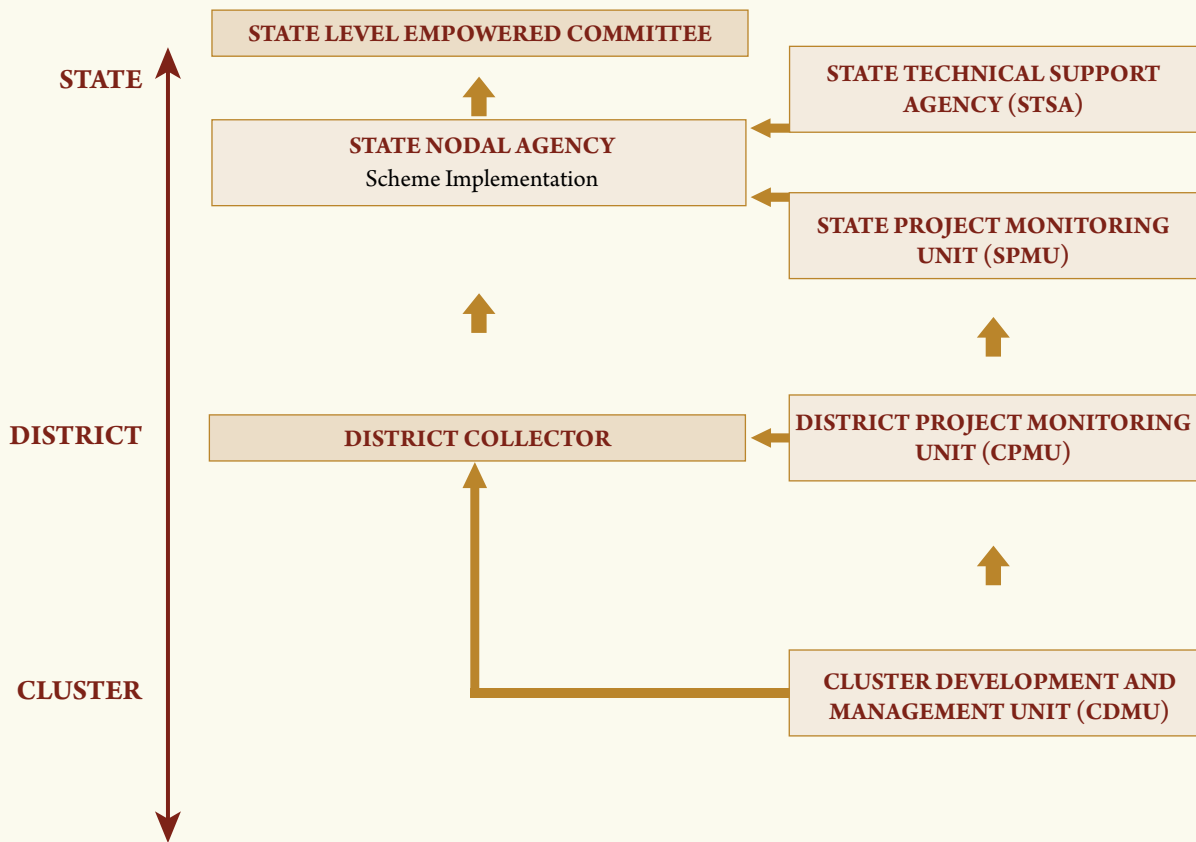 STATE LEVEL EMPOWERED COMMITTEE
STATE
STATE TECHNICAL SUPPORT
AGENCY (STSA)
STATE NODAL AGENCY
Scheme Implementation
STATE PROJECT MONITORING
UNIT (SPMU)
DISTRICT
DISTRICT COLLECTOR
DISTRICT PROJECT MONITORING
UNIT (CPMU)
CLUSTER
CLUSTER DEVELOPMENT AND
MANAGEMENT UNIT (CDMU)